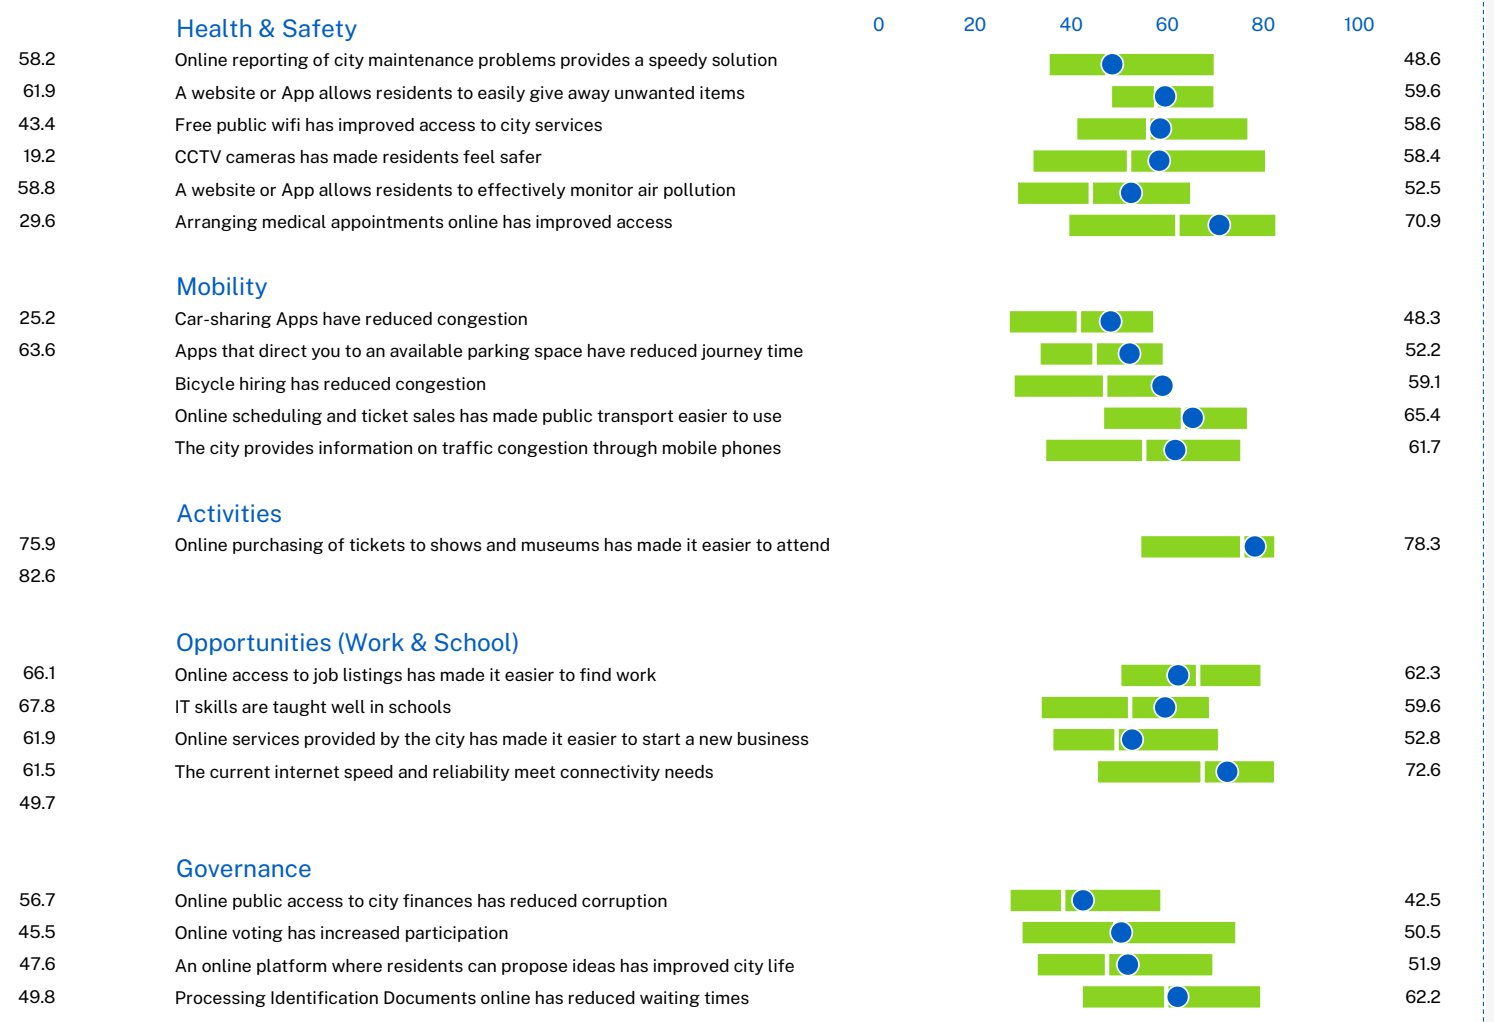 Health & Safety 0 20 40 60 80 100
58.2 Online reporting of city maintenance problems provides a speedy solution 48.6
61.9 A website or App allows residents to easily give away unwanted items 59.6
43.4 Free public wifi has improved access to city services 58.6
19.2 CCTV cameras has made residents feel safer 58.4
58.8 A website or App allows residents to effectively monitor air pollution 52.5
29.6 Arranging medical appointments online has improved access 70.9
Mobility
25.2 Car-sharing Apps have reduced congestion 48.3
63.6 Apps that direct you to an available parking space have reduced journey time 52.2
Bicycle hiring has reduced congestion 59.1
Online scheduling and ticket sales has made public transport easier to use 65.4
The city provides information on traffic congestion through mobile phones 61.7
Activities
75.9 Online purchasing of tickets to shows and museums has made it easier to attend 78.3
82.6
Opportunities (Work & School)
66.1 Online access to job listings has made it easier to find work 62.3
67.8 IT skills are taught well in schools 59.6
61.9 Online services provided by the city has made it easier to start a new business 52.8
61.5 The current internet speed and reliability meet connectivity needs 72.6
49.7
Governance
56.7 Online public access to city finances has reduced corruption 42.5
45.5 Online voting has increased participation 50.5
47.6 An online platform where residents can propose ideas has improved city life 51.9
49.8 Processing Identification Documents online has reduced waiting times 62.2